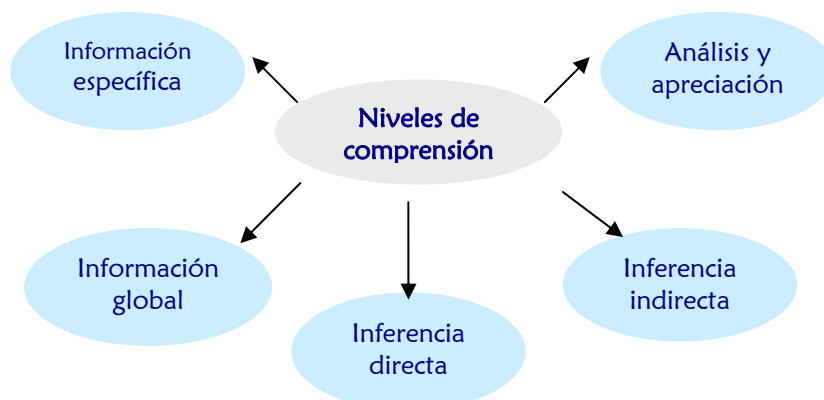 Información
específica
Análisis y
apreciación
Niveles de
comprensión
Información
global
Inferencia
directa
Inferencia
indirecta